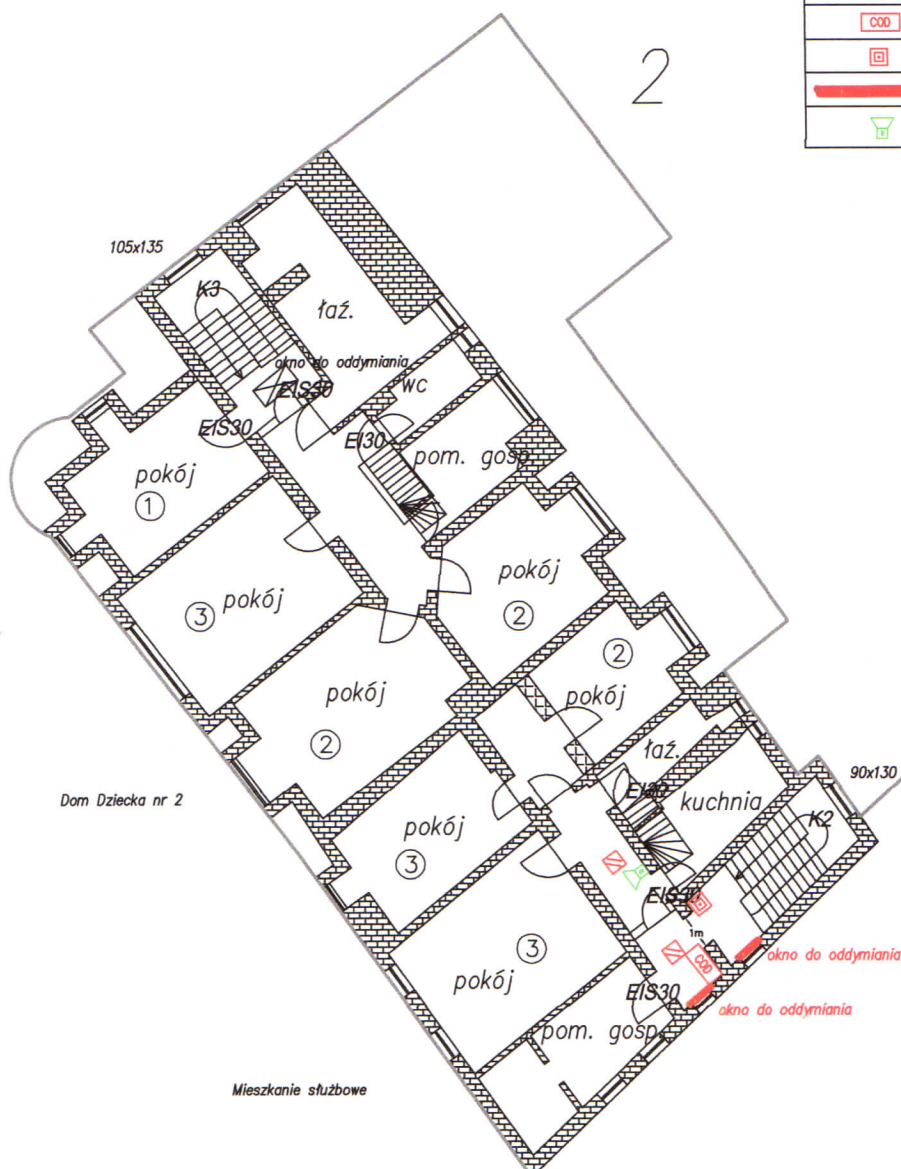 COD
2
105x135
K3
łaź.
okno do oddymiania
EIS30
WC
EIS30
EI30
pokój
1
pom. gosp.
pokój
2
pokój
3
2
pokój
pokój
2
łaź.
90x130
EI30
kuchnia
K2
Dom Dziecka nr 2
pokój
3
EIS30
1m
3
pokój
COD
okno do oddymiania
EIS30
okno do oddymiania
pom. gosp.
Mieszkanie służbowe